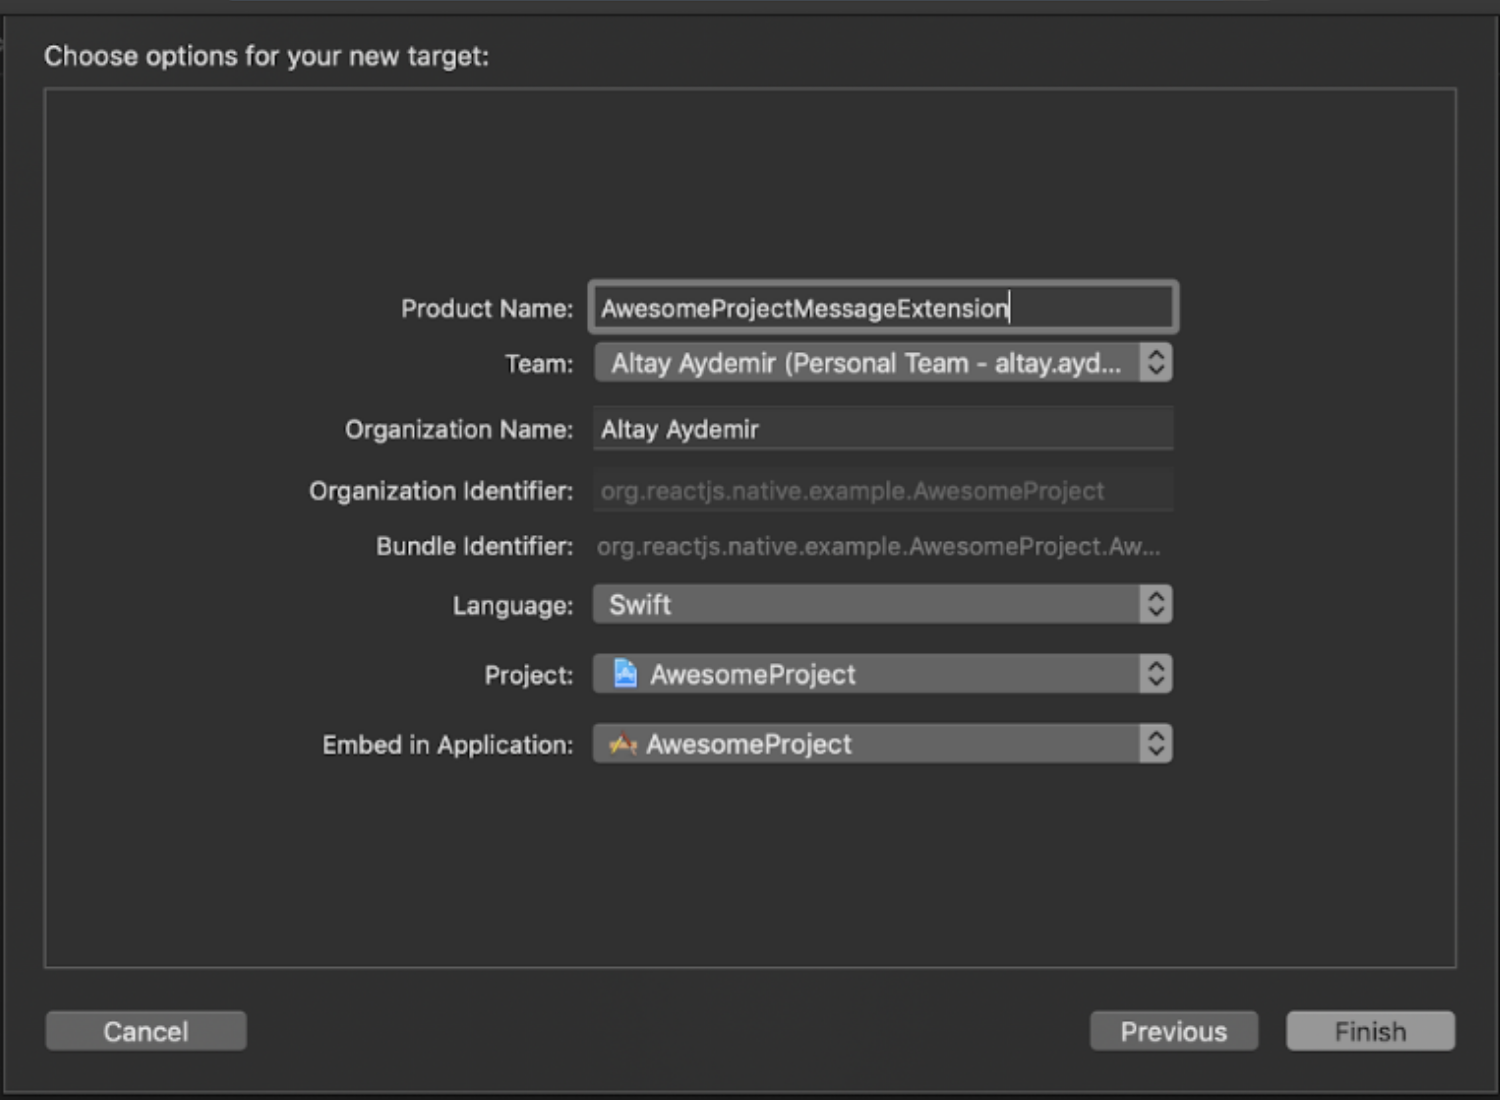 Choose options for your new target:
Product Name: AwesomeProjectMessageExtension
Team: Altay Aydemir (Personal Team - altay.ayd...
Organization Name: Altay Aydemir
Organization Identifier: org.reactjs.native.example.AwesomeProject
Bundle Identifier: org.reactjs.native.example.AwesomeProject.Aw...
Language: Swift
Project: AwesomeProject
Embed in Application: AwesomeProject
Cancel Previous Finish